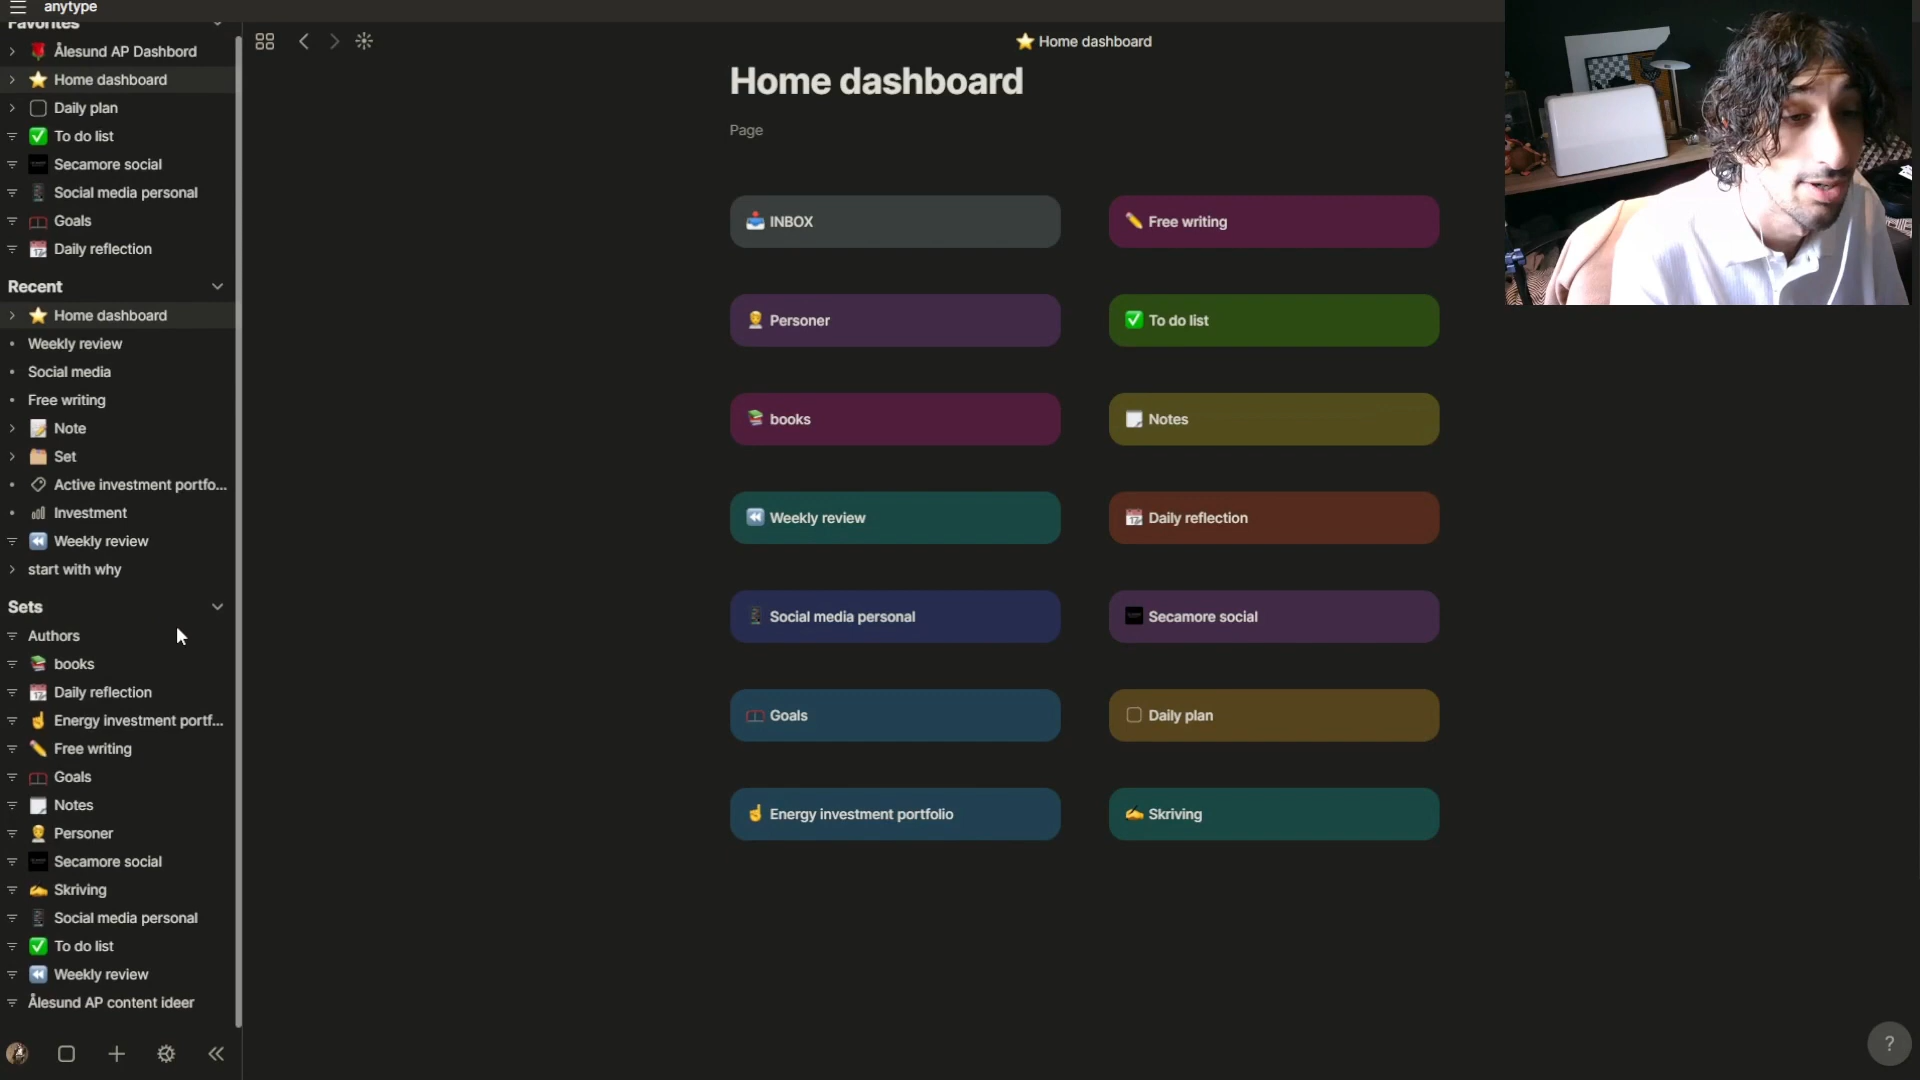 anytype
Favorites
Ålesund AP Dashbord
Home dashboard
Daily plan
To do list
Secamore social
Social media personal
Goals
Daily reflection
Recent
Home dashboard
Weekly review
Social media
Free writing
Note
Set
Active investment portfo...
Investment
Weekly review
start with why
Sets
Authors
books
Daily reflection
Energy investment portf...
Free writing
Goals
Notes
Personer
Secamore social
Skriving
Social media personal
To do list
Weekly review
Ålesund AP content ideer
Home dashboard
Home dashboard
Page
INBOX
Free writing
Personer
To do list
books
Notes
Weekly review
Daily reflection
Social media personal
Secamore social
Goals
Daily plan
Energy investment portfolio
Skriving
?